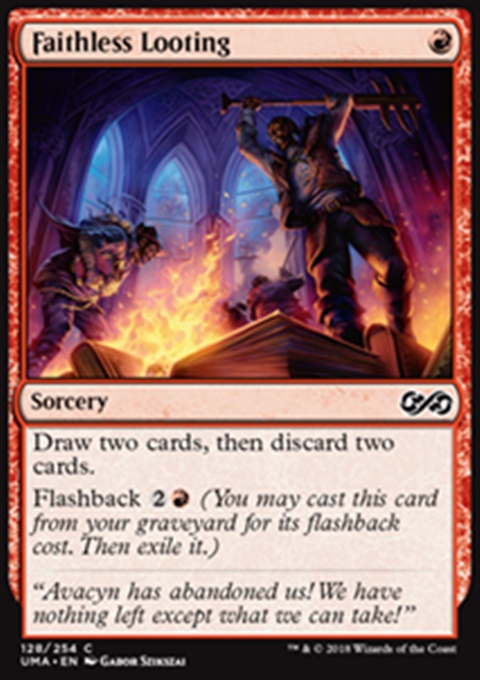 Faithless Looting
Sorcery
Draw two cards, then discard two
cards.
Flashback 2 (You may cast this card
from your graveyard for its flashback
cost. Then exile it.)
“Avacyn has abandoned us! We have
nothing left except what we can take!”
128/254 C
UMA • EN Gabor Szikszai
™ & © 2018 Wizards of the Coast